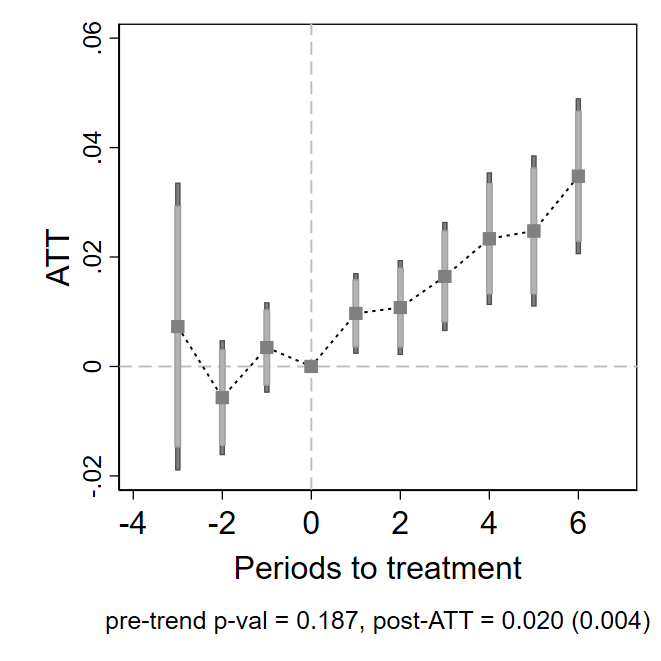 .06
.04
ATT
.02
0
-.02
-4 -2 0 2 4 6
Periods to treatment
pre-trend p-val = 0.187, post-ATT = 0.020 (0.004)